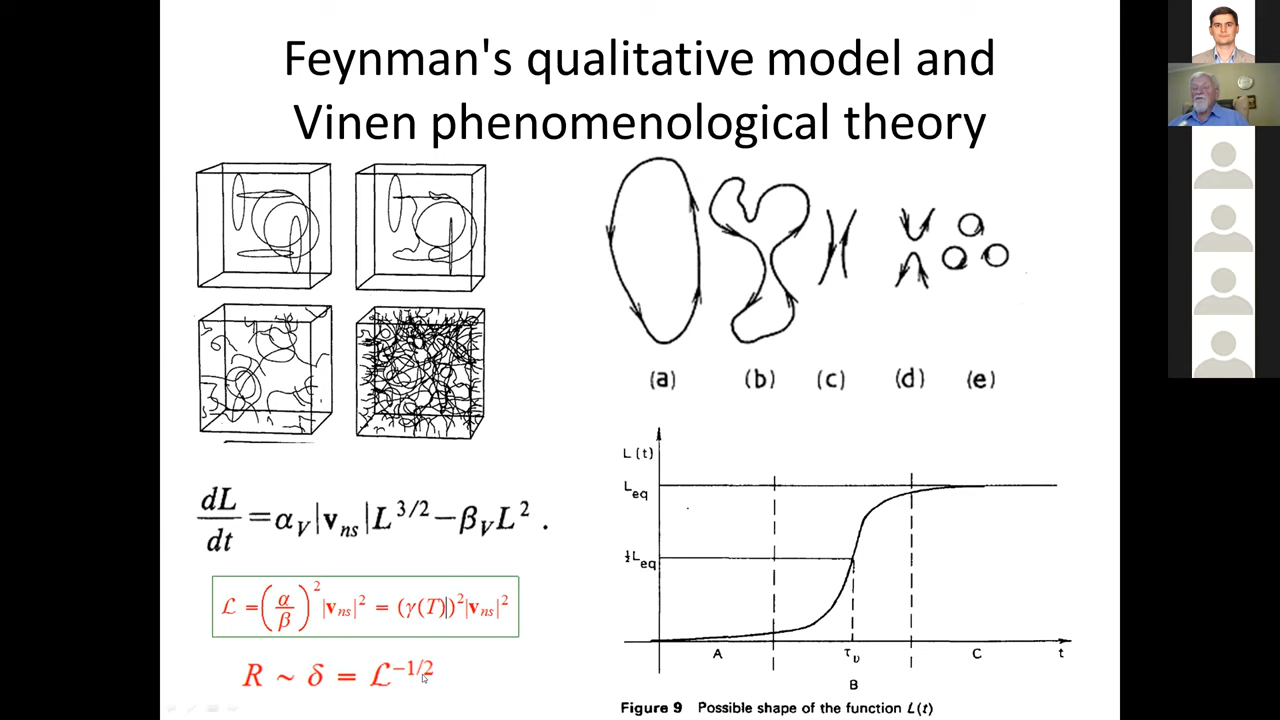 Feynman's qualitative model and
Vinen phenomenological theory
(a) (b) (c) (d) (e)
dL/dt = α_V |v_ns| L^{3/2} − β_V L^2 .
ℒ = (α/β)^2 |v_ns|^2 = (γ(T)|)^2 |v_ns|^2
R ~ δ = ℒ^{−1/2}
L(t)
L_eq
½L_eq
A τ_υ C t
B
Figure 9 Possible shape of the function L(t)